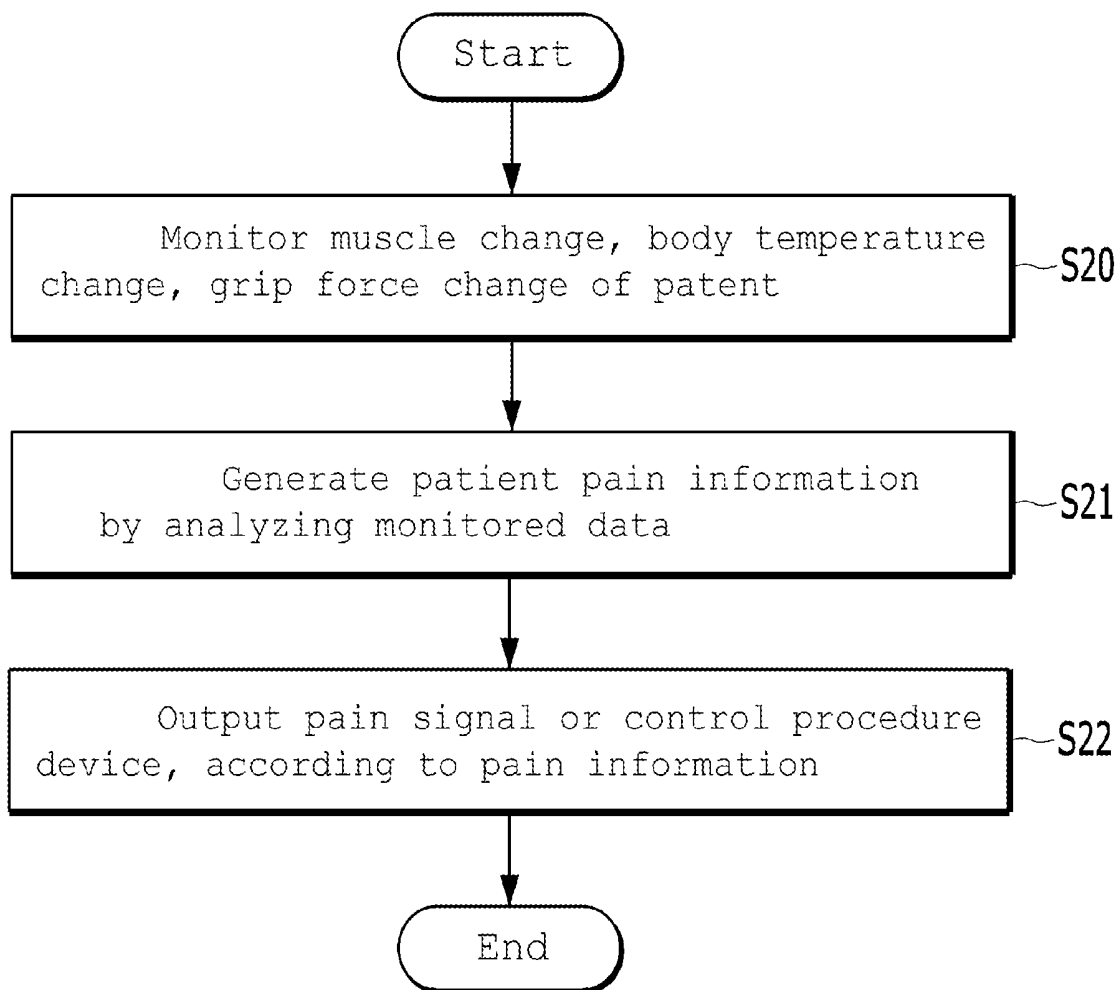 Start
Monitor muscle change, body temperature
change, grip force change of patent
S20
Generate patient pain information
by analyzing monitored data
S21
Output pain signal or control procedure
device, according to pain information
S22
End